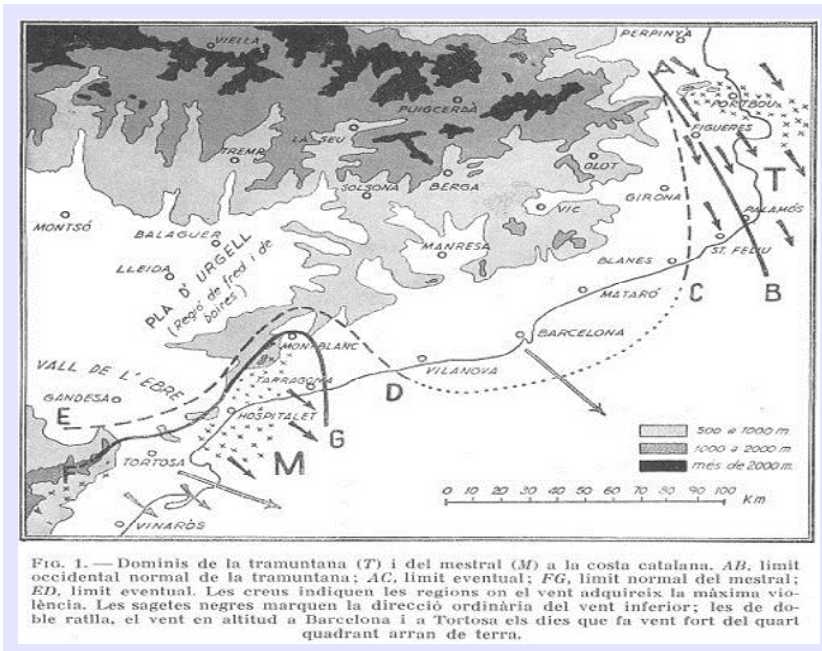 PERPINYÀ
VIELLA
A
PORTBOU
PUIGCERDÀ
FIGUERES
LA SEU
TREMP
OLOT
T
BERGA
SOLSONA
GIRONA
VIC
PALAMÓS
MONTSÓ
BALAGUER
ST. FELIU
MANRESA
BLANES
LLEIDA
PLÀ D' URGELL
(Regió de fred i de
boires)
C
B
MATARÓ
BARCELONA
MONTBLANC
VALL DE L'EBRE
VILANOVA
TARRAGONA
D
GANDESA
E
HOSPITALET
G
500 a 1000 m.
1000 a 2000 m.
més de 2000 m.
F
M
TORTOSA
0 10 20 30 40 50 60 70 80 90 100
Km
VINARÒS
FIG. 1. — Dominis de la tramuntana (T) i del mestral (M) a la costa catalana. AB, límit
occidental normal de la tramuntana; AC, límit eventual; FG, límit normal del mestral;
ED, límit eventual. Les creus indiquen les regions on el vent adquireix la màxima vio-
lència. Les sagetes negres marquen la direcció ordinària del vent inferior; les de do-
ble ratlla, el vent en altitud a Barcelona i a Tortosa els dies que fa vent fort del quart
quadrant arran de terra.